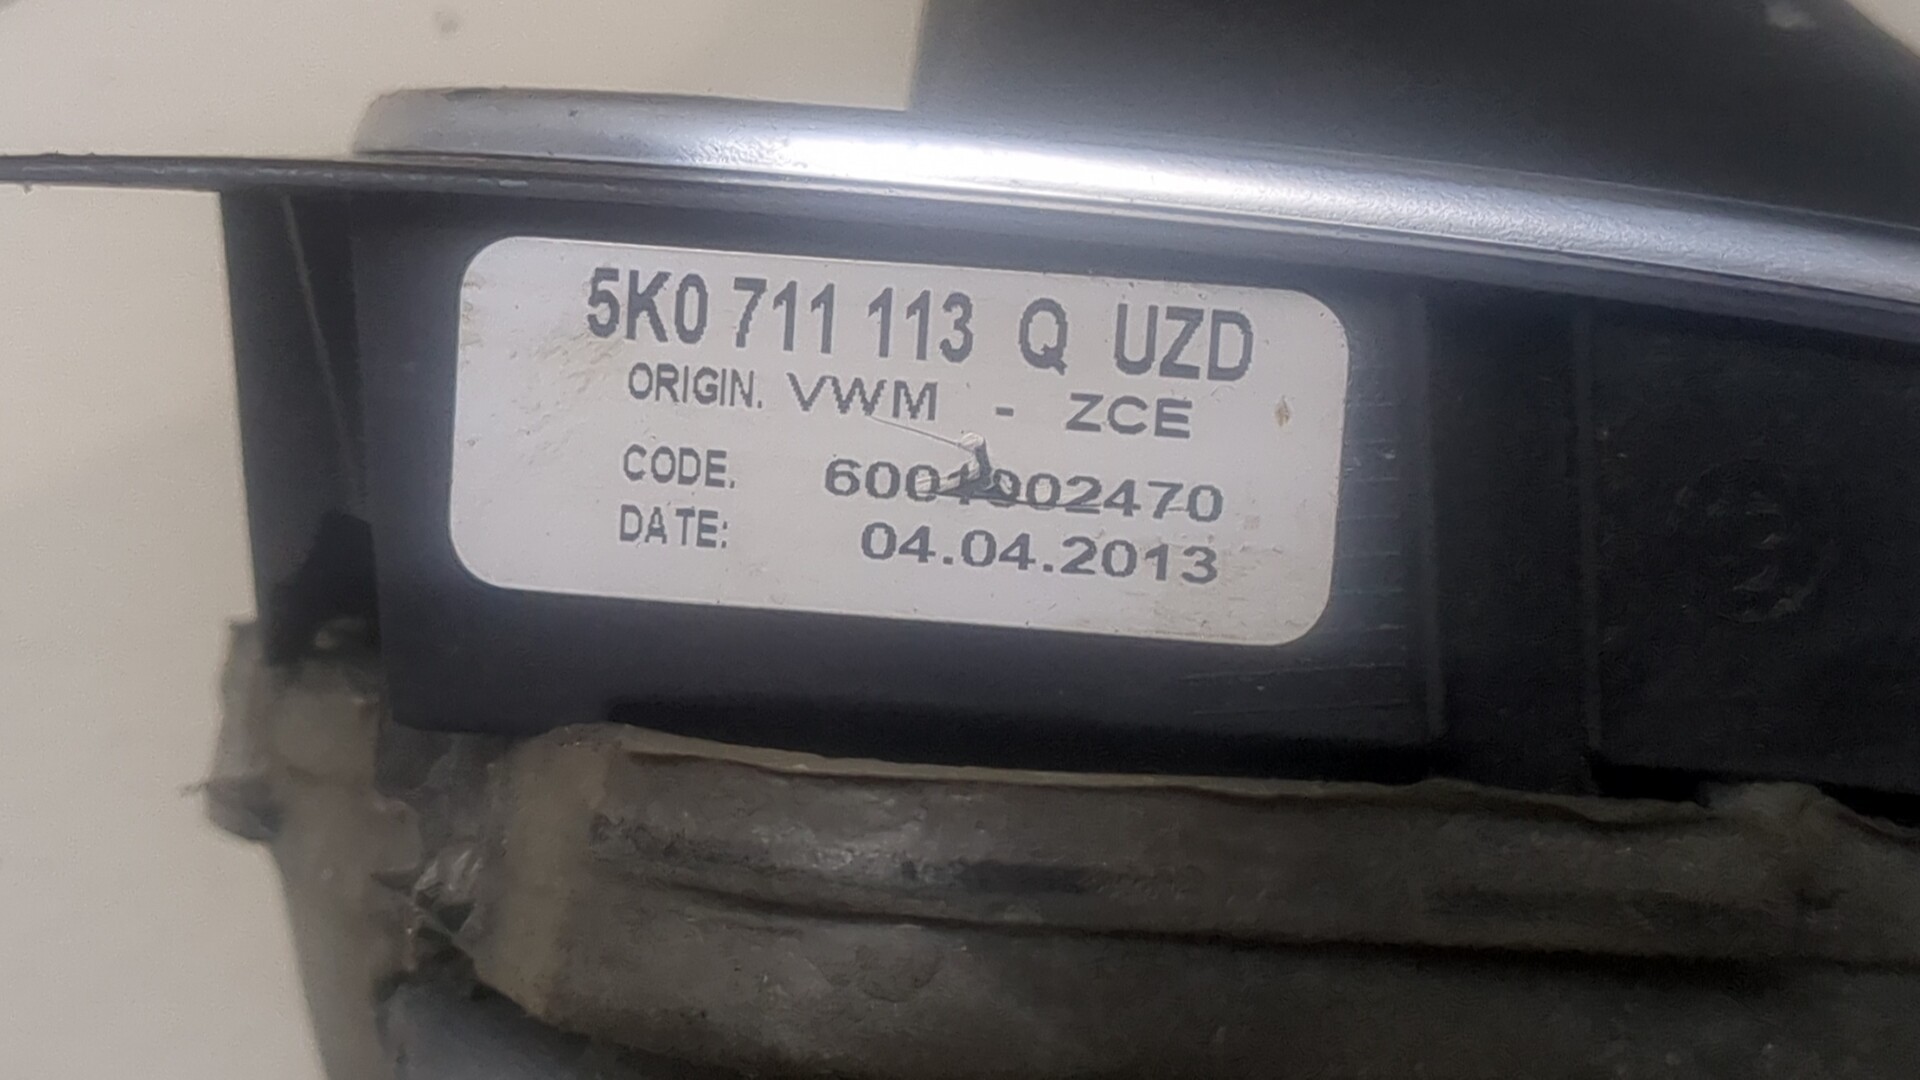 5K0 711 113 Q UZD
ORIGIN. VWM - ZCE
CODE. 6001002470
DATE: 04.04.2013